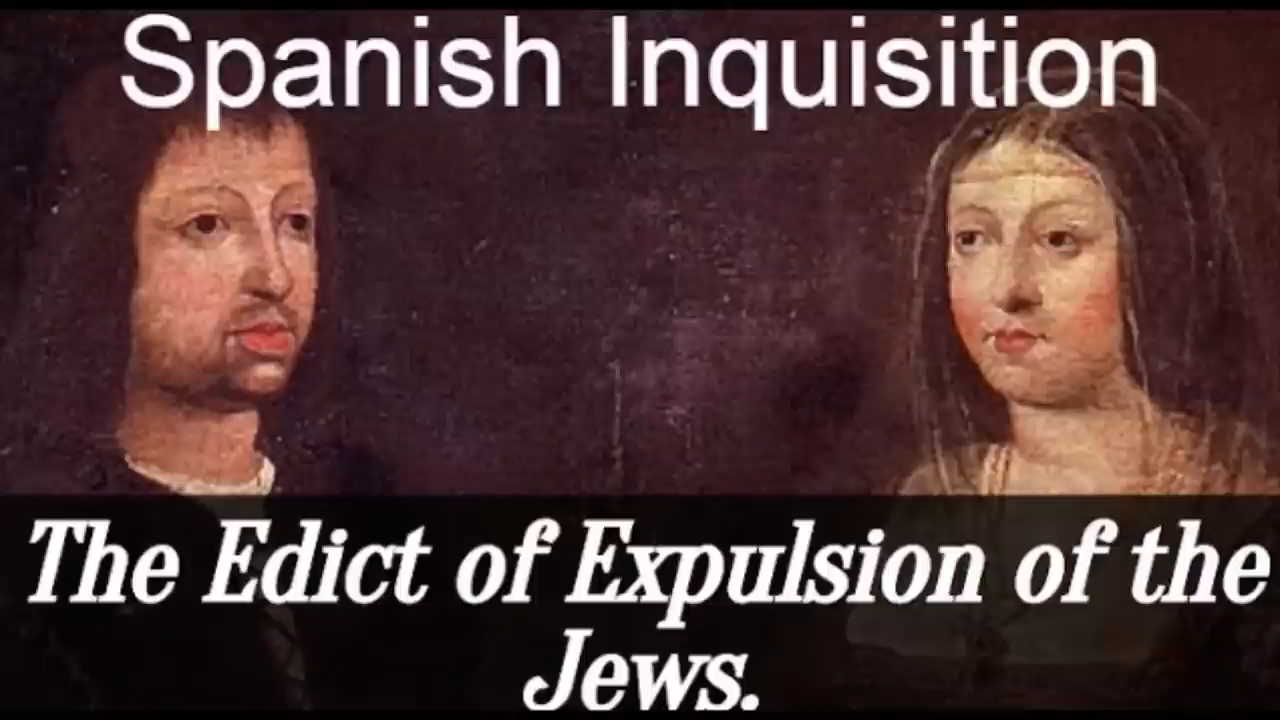 Spanish Inquisition
The Edict of Expulsion of the
Jews.